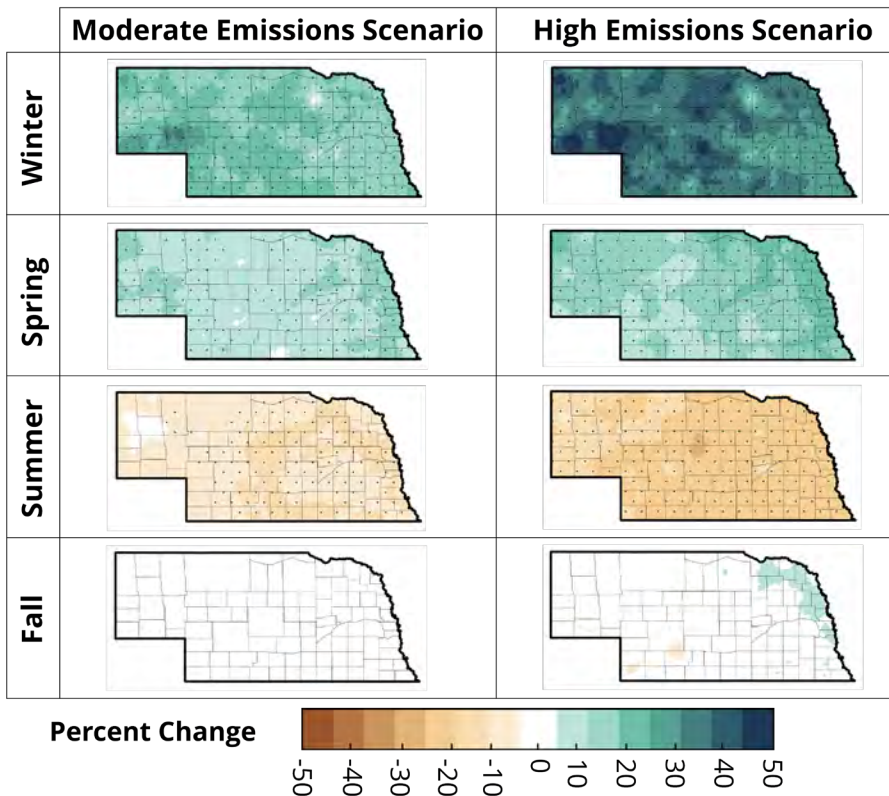 Moderate Emissions Scenario
High Emissions Scenario
Winter
Spring
Summer
Fall
Percent Change
-50
-40
-30
-20
-10
0
10
20
30
40
50